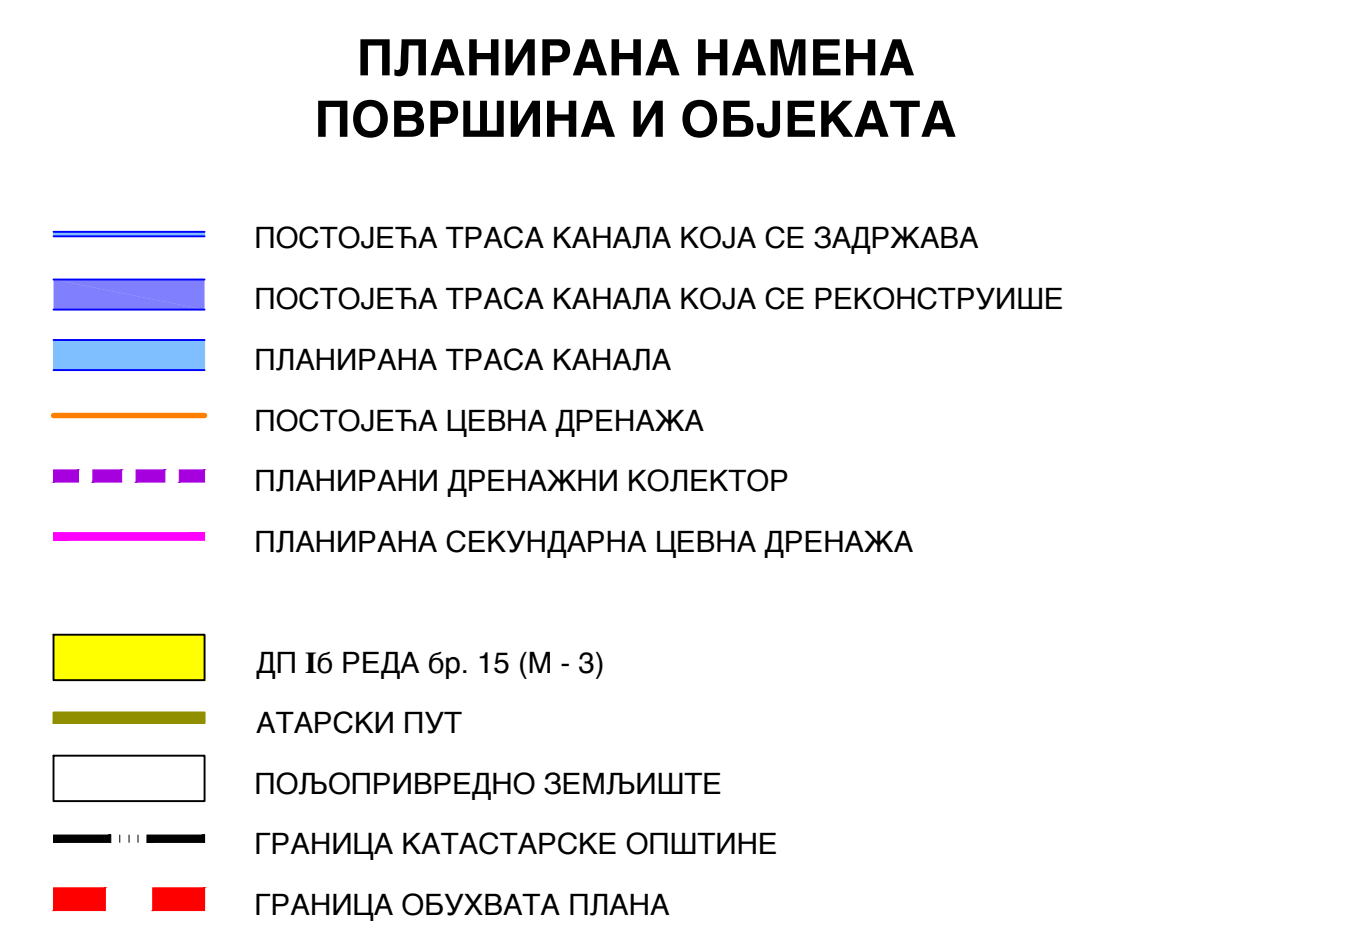 ПЛАНИРАНА НАМЕНА
ПОВРШИНА И ОБЈЕКАТА
ПОСТОЈЕЋА ТРАСА КАНАЛА КОЈА СЕ ЗАДРЖАВА
ПОСТОЈЕЋА ТРАСА КАНАЛА КОЈА СЕ РЕКОНСТРУИШЕ
ПЛАНИРАНА ТРАСА КАНАЛА
ПОСТОЈЕЋА ЦЕВНА ДРЕНАЖА
ПЛАНИРАНИ ДРЕНАЖНИ КОЛЕКТОР
ПЛАНИРАНА СЕКУНДАРНА ЦЕВНА ДРЕНАЖА
ДП Iб РЕДА бр. 15 (М - 3)
АТАРСКИ ПУТ
ПОЉОПРИВРЕДНО ЗЕМЉИШТЕ
ГРАНИЦА КАТАСТАРСКЕ ОПШТИНЕ
ГРАНИЦА ОБУХВАТА ПЛАНА